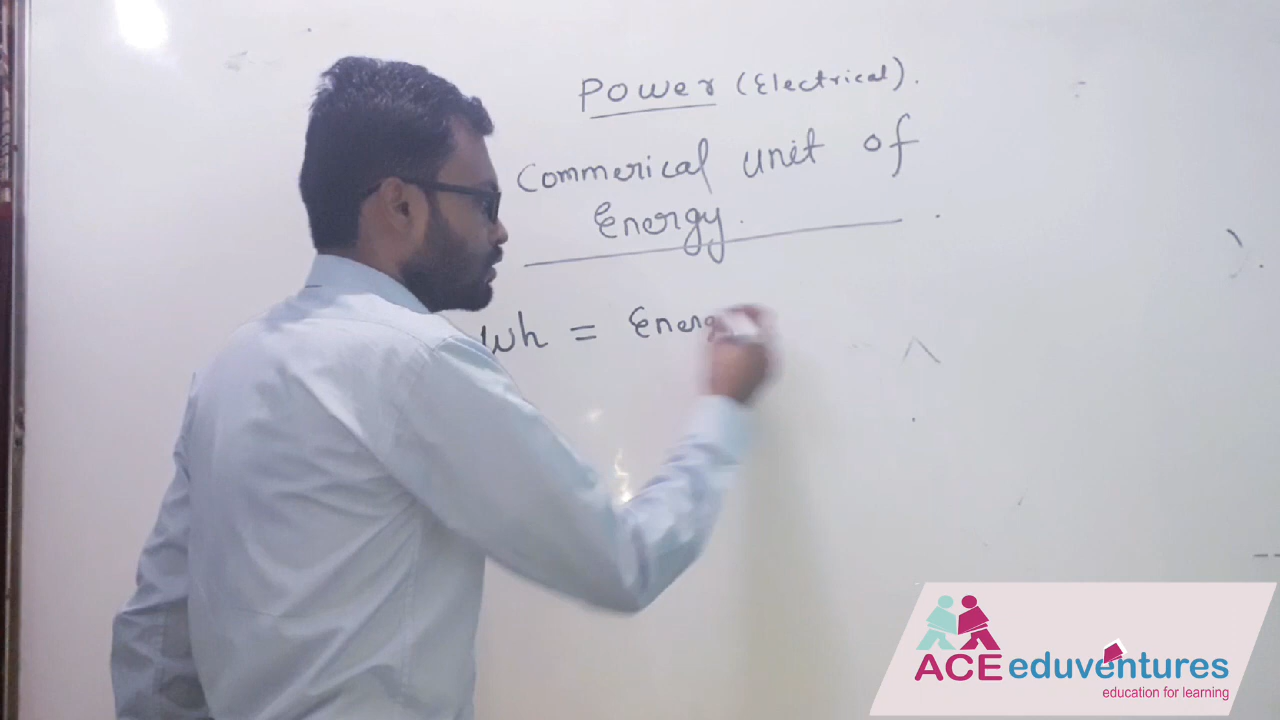 Power (Electrical).
Commerical unit of
Energy.
wh = Energ
ACE eduventures
education for learning